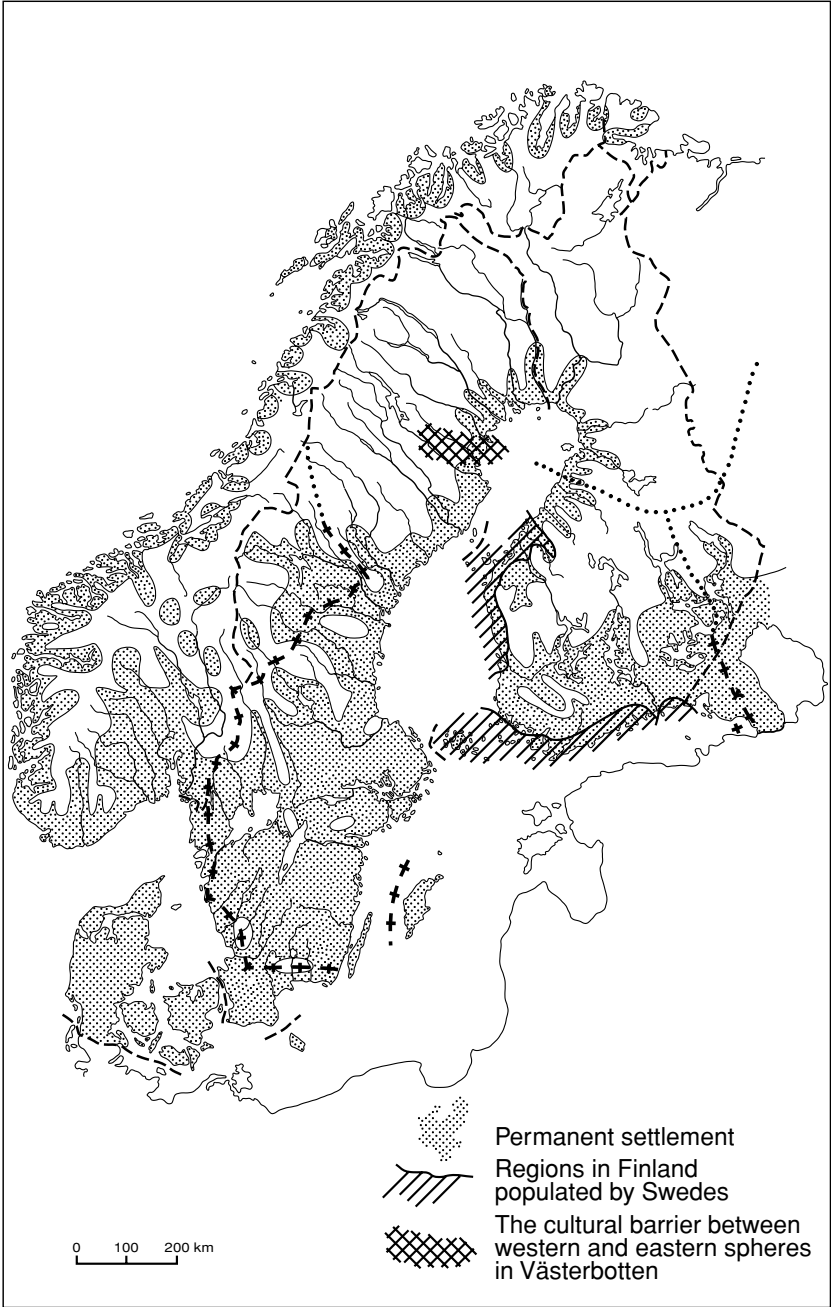 Permanent settlement
Regions in Finland
populated by Swedes
The cultural barrier between
western and eastern spheres
in Västerbotten
0 100 200 km